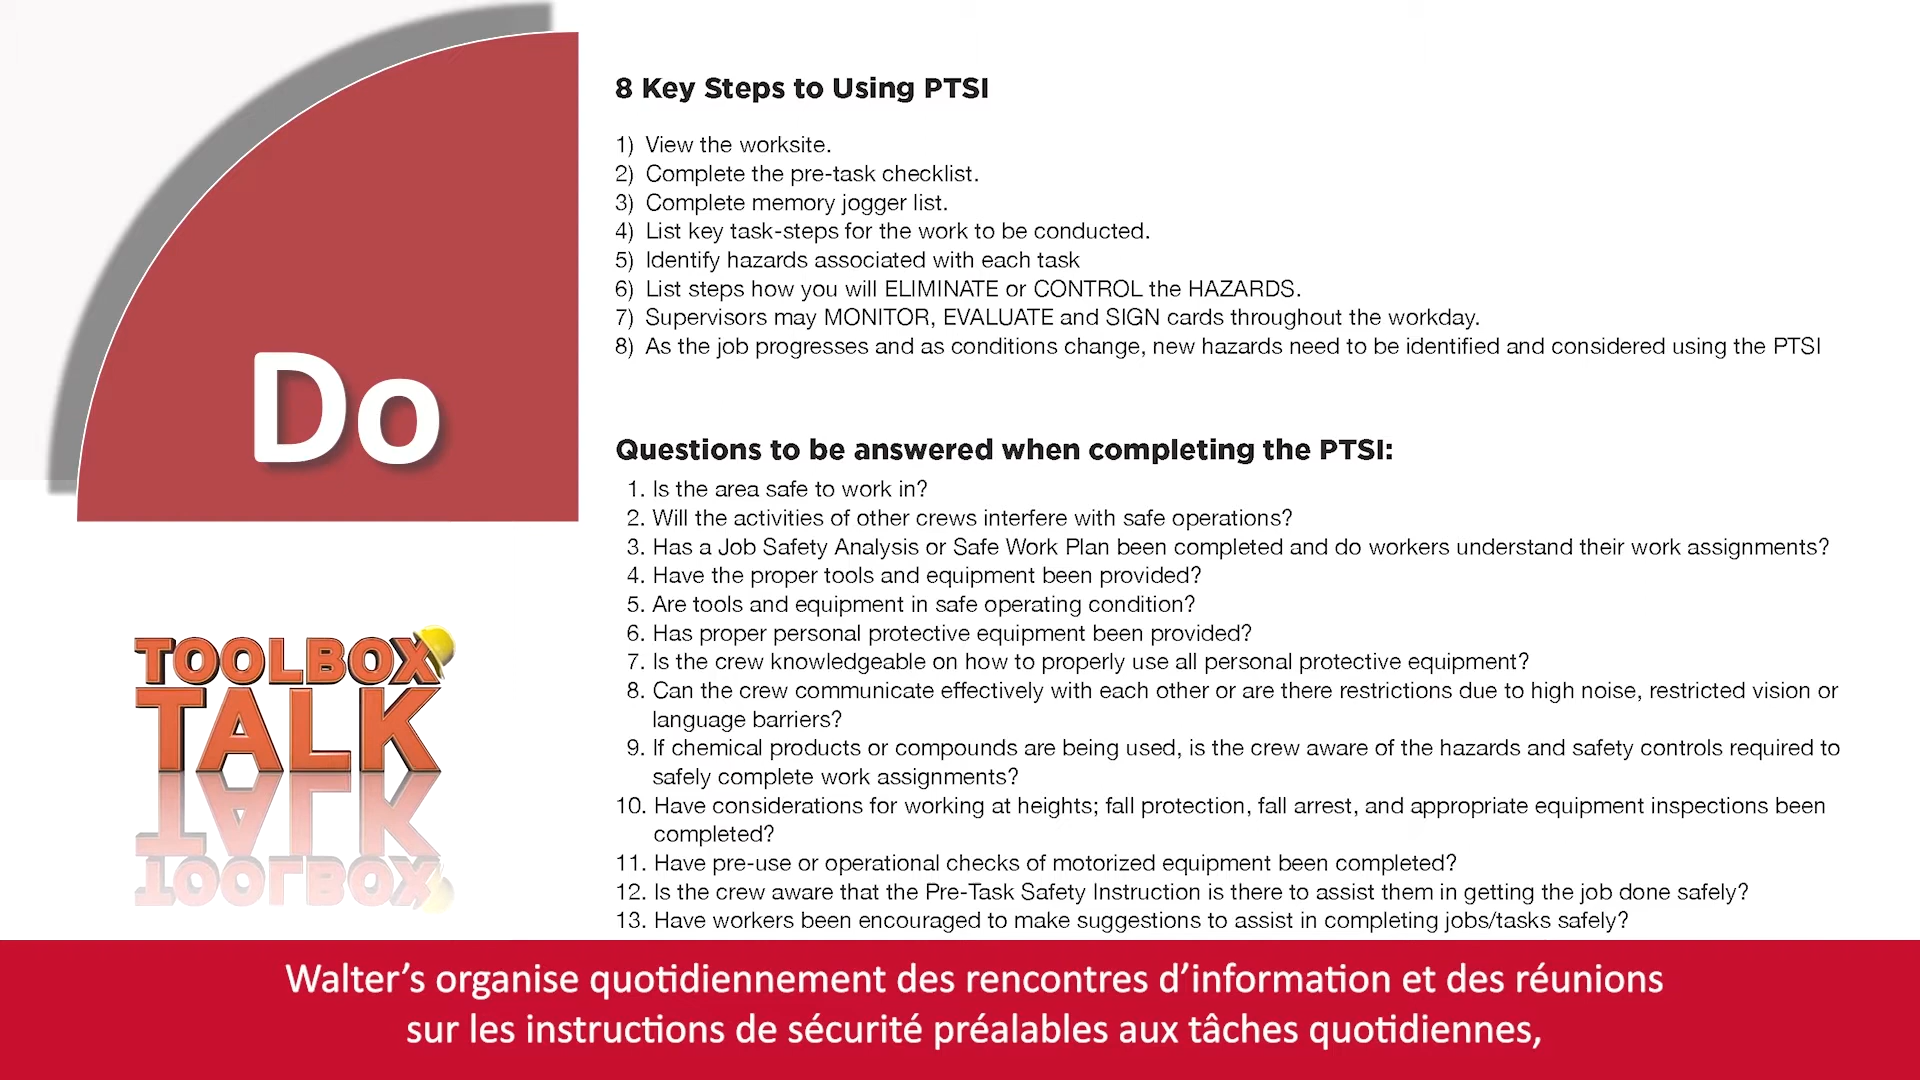 Do
TOOLBOX
TALK
8 Key Steps to Using PTSI
1) View the worksite.
2) Complete the pre-task checklist.
3) Complete memory jogger list.
4) List key task-steps for the work to be conducted.
5) Identify hazards associated with each task
6) List steps how you will ELIMINATE or CONTROL the HAZARDS.
7) Supervisors may MONITOR, EVALUATE and SIGN cards throughout the workday.
8) As the job progresses and as conditions change, new hazards need to be identified and considered using the PTSI
Questions to be answered when completing the PTSI:
1. Is the area safe to work in?
2. Will the activities of other crews interfere with safe operations?
3. Has a Job Safety Analysis or Safe Work Plan been completed and do workers understand their work assignments?
4. Have the proper tools and equipment been provided?
5. Are tools and equipment in safe operating condition?
6. Has proper personal protective equipment been provided?
7. Is the crew knowledgeable on how to properly use all personal protective equipment?
8. Can the crew communicate effectively with each other or are there restrictions due to high noise, restricted vision or
language barriers?
9. If chemical products or compounds are being used, is the crew aware of the hazards and safety controls required to
safely complete work assignments?
10. Have considerations for working at heights; fall protection, fall arrest, and appropriate equipment inspections been
completed?
11. Have pre-use or operational checks of motorized equipment been completed?
12. Is the crew aware that the Pre-Task Safety Instruction is there to assist them in getting the job done safely?
13. Have workers been encouraged to make suggestions to assist in completing jobs/tasks safely?
Walter’s organise quotidiennement des rencontres d’information et des réunions
sur les instructions de sécurité préalables aux tâches quotidiennes,